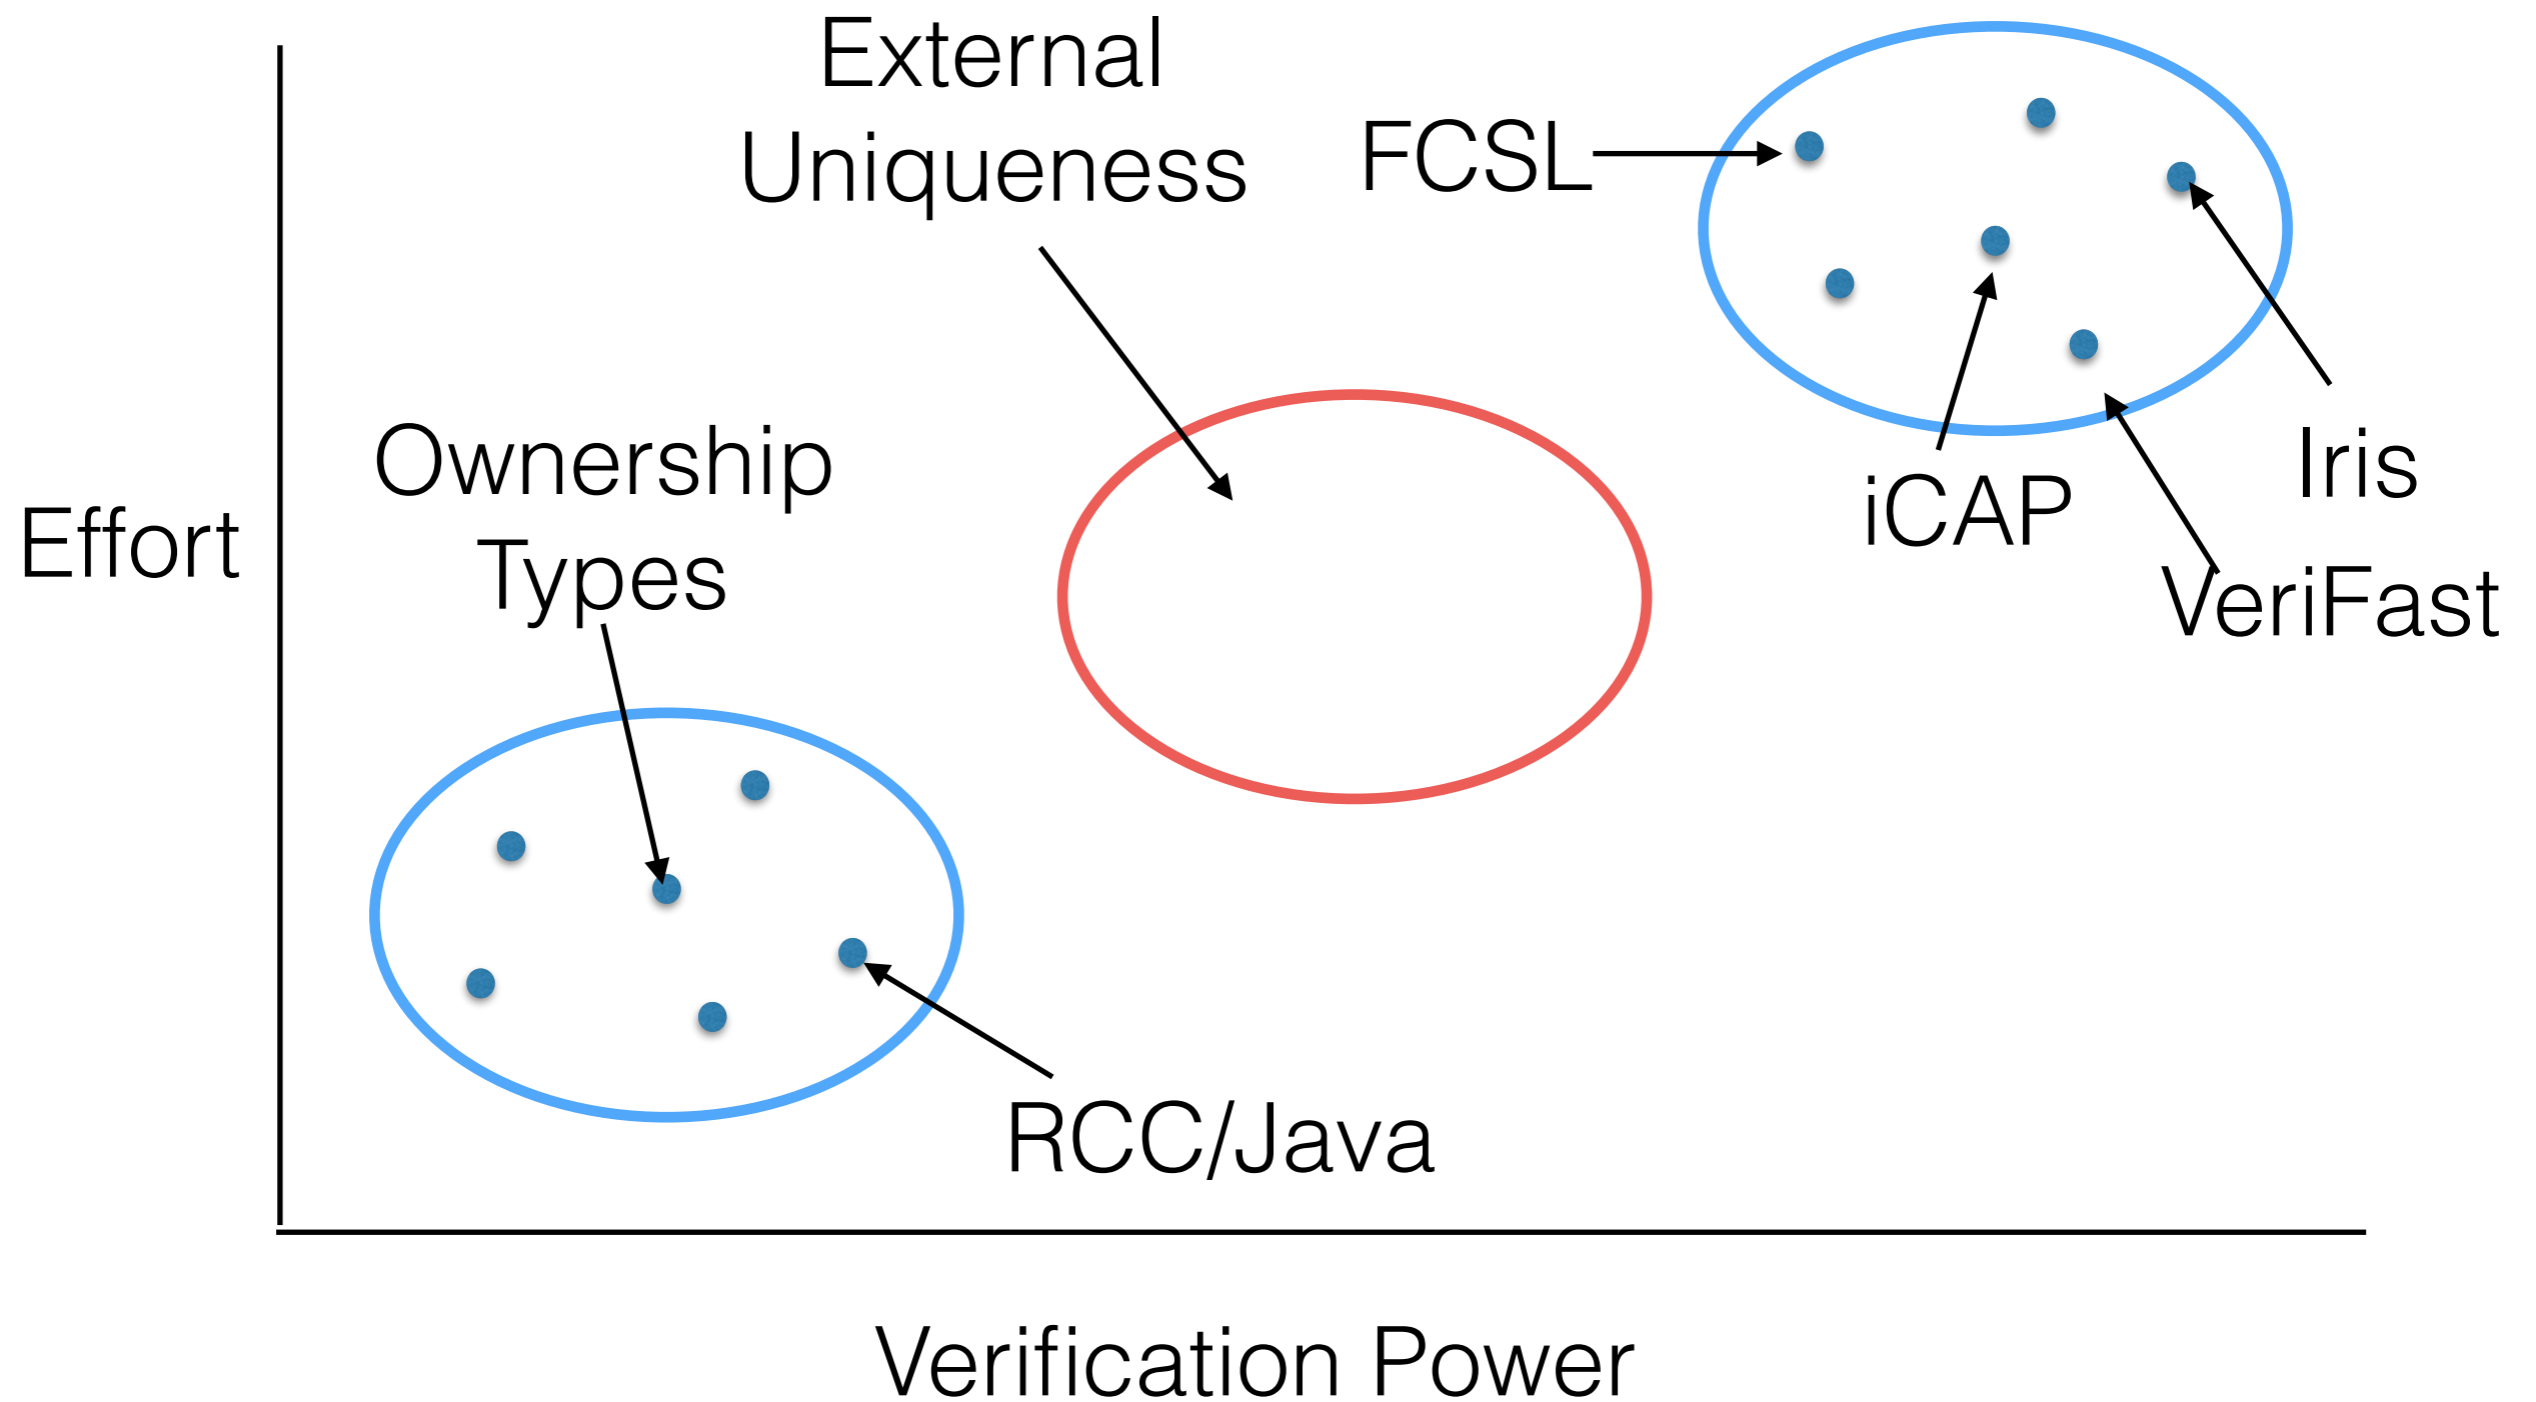 External
Uniqueness
FCSL
Ownership
Types
Effort
iCAP
Iris
VeriFast
RCC/Java
Verification Power